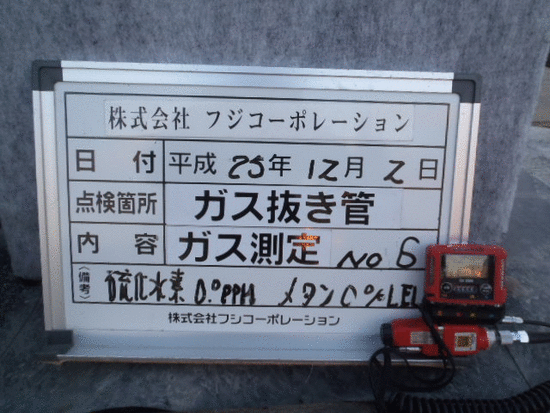 株式会社 フジコーポレーション
日 付 平成 25年 12月 2日
点検箇所 ガス抜き管
内 容 ガス測定 NO 6
(備考) 硫化水素 0.0PPM メタン 0%LEL
株式会社フジコーポレーション